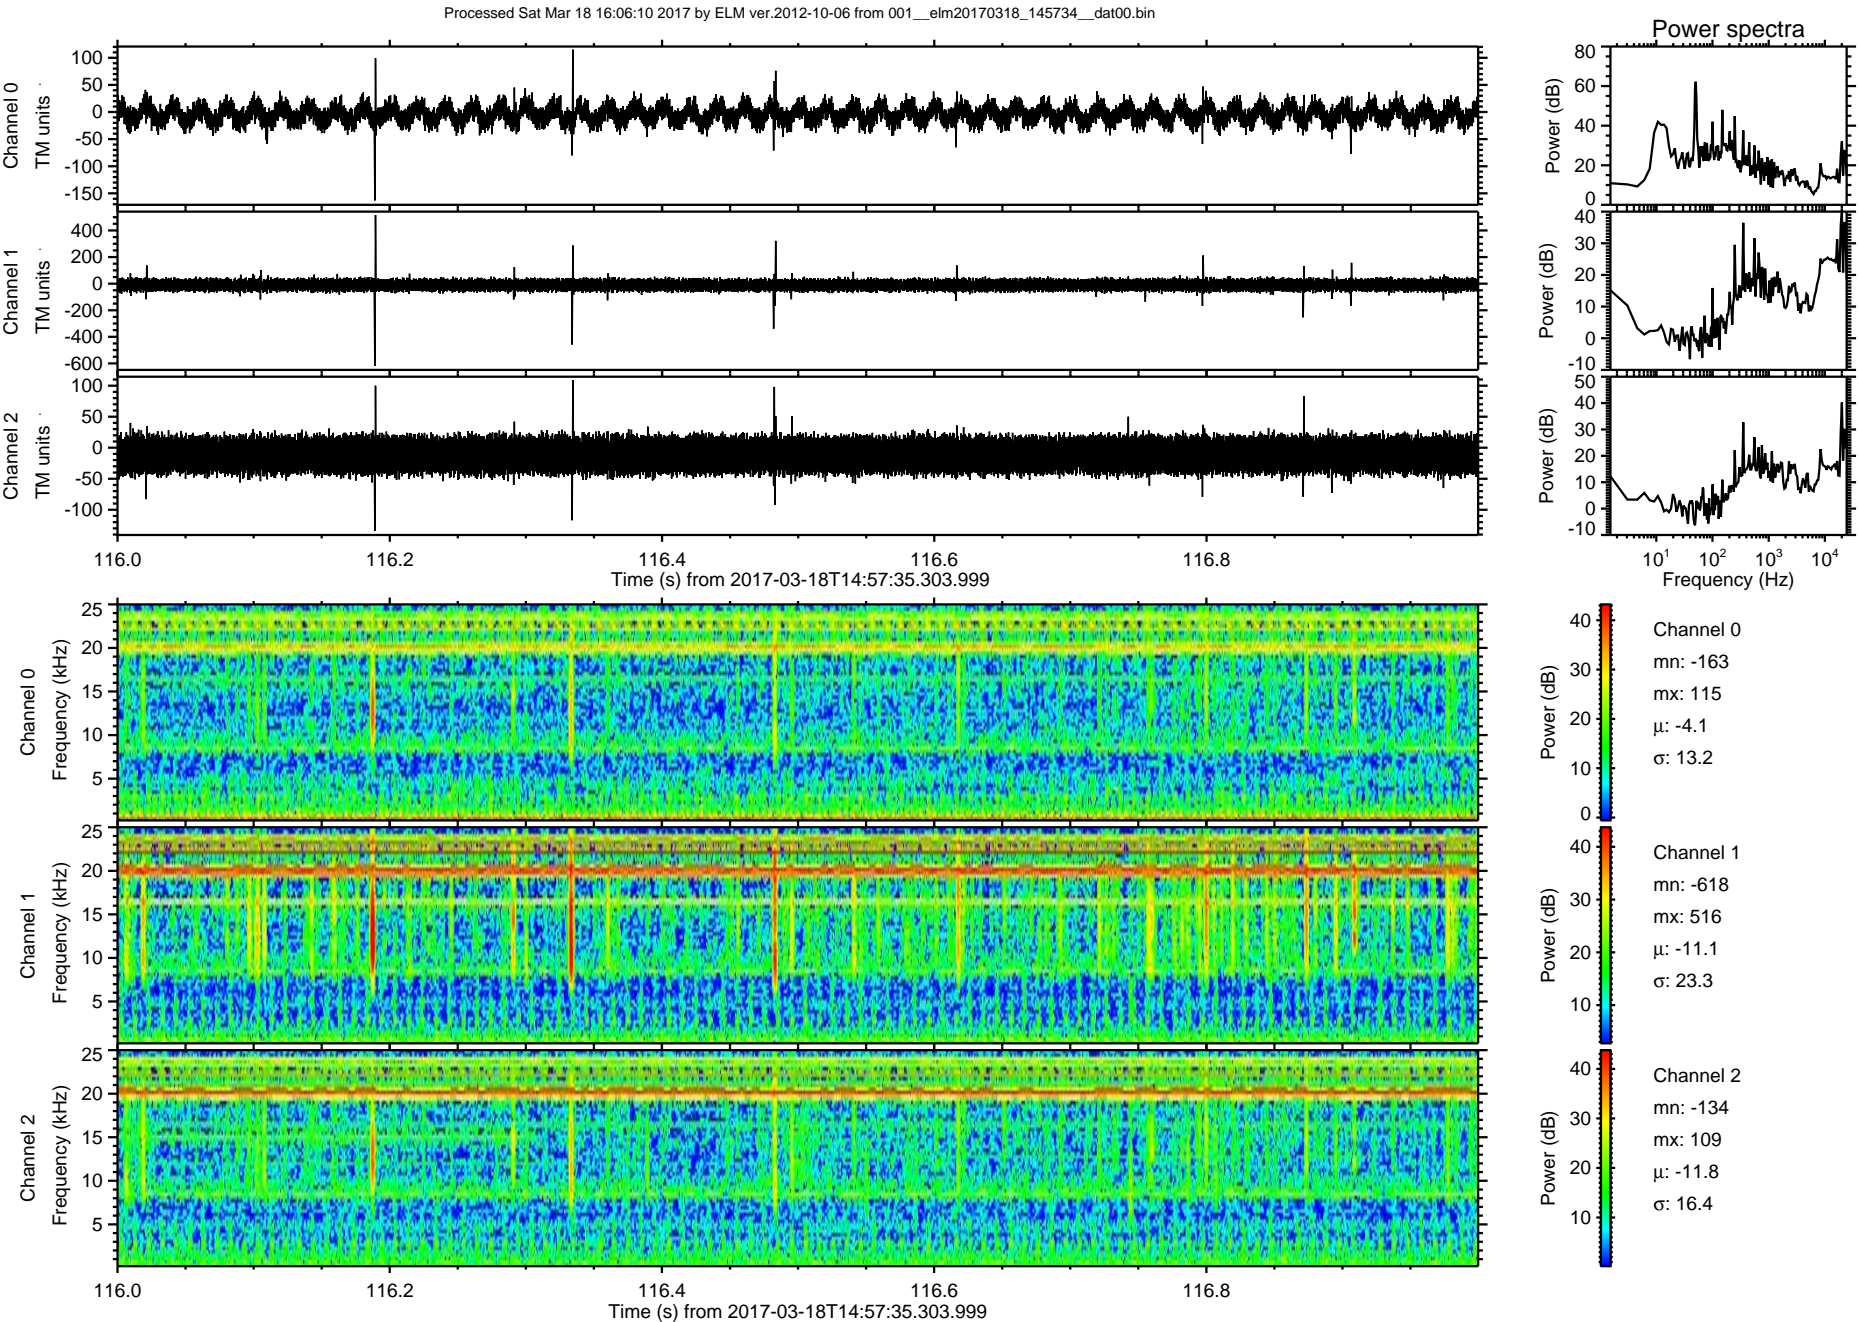 Processed Sat Mar 18 16:06:10 2017 by ELM ver.2012-10-06 from 001__elm20170318_145734__dat00.bin
Power spectra
Channel 0
TM units
100
50
0
-50
-100
-150
Power (dB)
80
60
40
20
0
Channel 1
TM units
400
200
0
-200
-400
-600
Power (dB)
40
30
20
10
0
-10
Channel 2
TM units
100
50
0
-50
-100
Power (dB)
50
40
30
20
10
0
-10
116.0 116.2 116.4 116.6 116.8
Time (s) from 2017-03-18T14:57:35.303.999
10¹ 10² 10³ 10⁴
Frequency (Hz)
Channel 0
Frequency (kHz)
25
20
15
10
5
Power (dB)
40
30
20
10
0
Channel 0
mn: -163
mx: 115
μ: -4.1
σ: 13.2
Channel 1
Frequency (kHz)
25
20
15
10
5
Power (dB)
40
30
20
10
Channel 1
mn: -618
mx: 516
μ: -11.1
σ: 23.3
Channel 2
Frequency (kHz)
25
20
15
10
5
Power (dB)
40
30
20
10
Channel 2
mn: -134
mx: 109
μ: -11.8
σ: 16.4
116.0 116.2 116.4 116.6 116.8
Time (s) from 2017-03-18T14:57:35.303.999